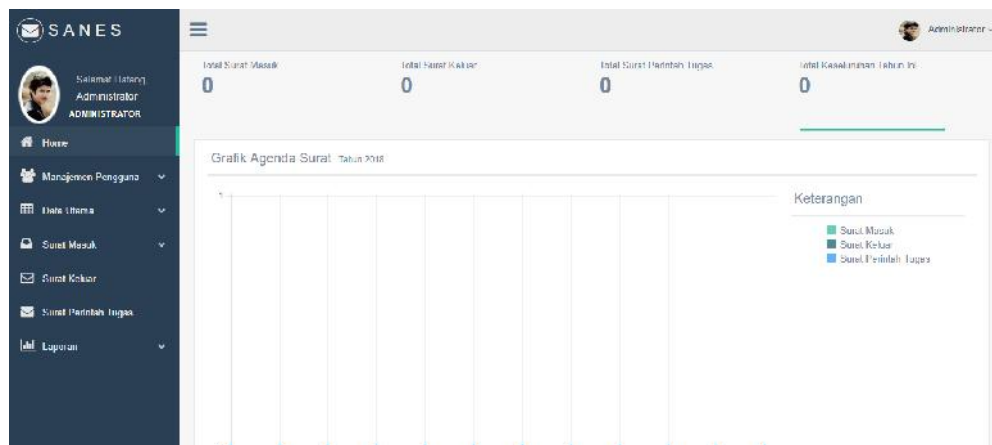 SANES
Administrator
Selamat Datang,
Administrator
ADMINISTRATOR
Home
Manajemen Pengguna
Data Utama
Surat Masuk
Surat Keluar
Surat Perintah Tugas
Laporan
Total Surat Masuk
0
Total Surat Keluar
0
Total Surat Perintah Tugas
0
Total Keseluruhan Tahun Ini
0
Grafik Agenda Surat Tahun 2018
1
Keterangan
Surat Masuk
Surat Keluar
Surat Perintah Tugas